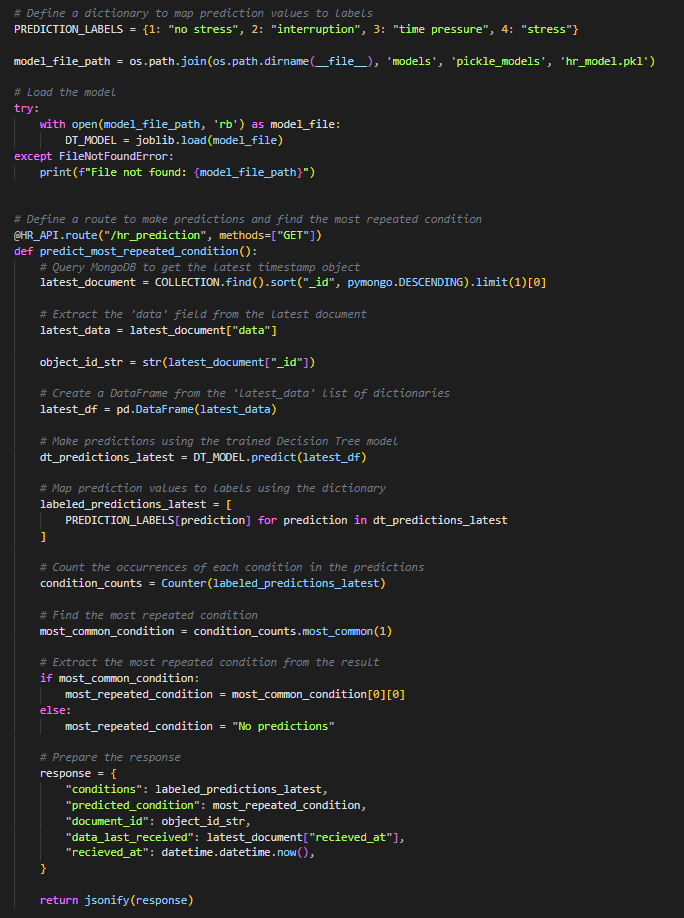 # Define a dictionary to map prediction values to labels
PREDICTION_LABELS = {1: "no stress", 2: "interruption", 3: "time pressure", 4: "stress"}
model_file_path = os.path.join(os.path.dirname(__file__), 'models', 'pickle_models', 'hr_model.pkl')
# Load the model
try:
    with open(model_file_path, 'rb') as model_file:
        DT_MODEL = joblib.load(model_file)
except FileNotFoundError:
    print(f"File not found: {model_file_path}")
# Define a route to make predictions and find the most repeated condition
@HR_API.route("/hr_prediction", methods=["GET"])
def predict_most_repeated_condition():
    # Query MongoDB to get the latest timestamp object
    latest_document = COLLECTION.find().sort("_id", pymongo.DESCENDING).limit(1)[0]
    # Extract the 'data' field from the latest document
    latest_data = latest_document["data"]
    object_id_str = str(latest_document["_id"])
    # Create a DataFrame from the 'latest_data' list of dictionaries
    latest_df = pd.DataFrame(latest_data)
    # Make predictions using the trained Decision Tree model
    dt_predictions_latest = DT_MODEL.predict(latest_df)
    # Map prediction values to labels using the dictionary
    labeled_predictions_latest = [
        PREDICTION_LABELS[prediction] for prediction in dt_predictions_latest
    ]
    # Count the occurrences of each condition in the predictions
    condition_counts = Counter(labeled_predictions_latest)
    # Find the most repeated condition
    most_common_condition = condition_counts.most_common(1)
    # Extract the most repeated condition from the result
    if most_common_condition:
        most_repeated_condition = most_common_condition[0][0]
    else:
        most_repeated_condition = "No predictions"
    # Prepare the response
    response = {
        "conditions": labeled_predictions_latest,
        "predicted_condition": most_repeated_condition,
        "document_id": object_id_str,
        "data_last_received": latest_document["recieved_at"],
        "recieved_at": datetime.datetime.now(),
    }
    return jsonify(response)